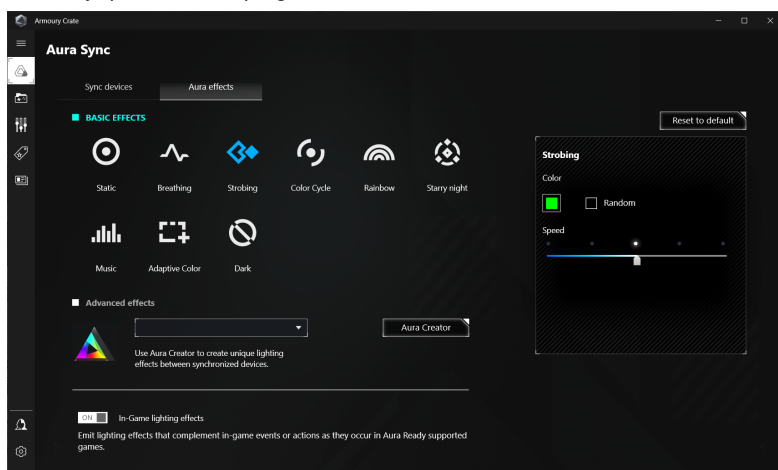 Armoury Crate
Aura Sync
Sync devices
Aura effects
BASIC EFFECTS
Reset to default
Static
Breathing
Strobing
Color Cycle
Rainbow
Starry night
Strobing
Color
Random
Speed
Music
Adaptive Color
Dark
Advanced effects
Aura Creator
Use Aura Creator to create unique lighting
effects between synchronized devices.
ON
In-Game lighting effects
Emit lighting effects that complement in-game events or actions as they occur in Aura Ready supported
games.